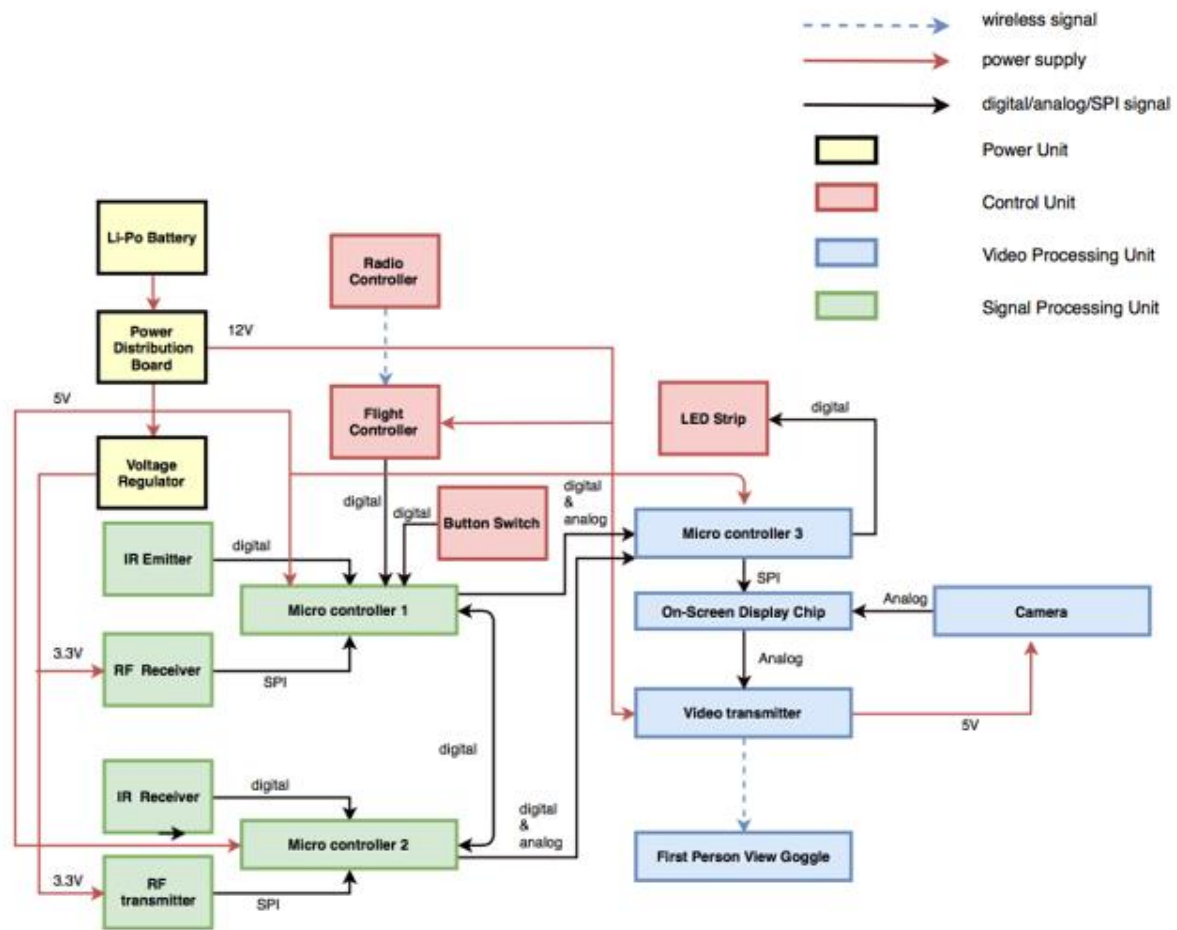 wireless signal
power supply
digital/analog/SPI signal
Power Unit
Control Unit
Video Processing Unit
Signal Processing Unit
Li-Po Battery
Radio
Controller
Power
Distribution
Board
12V
5V
Flight
Controller
LED Strip
digital
Voltage
Regulator
digital
digital
Button Switch
digital
&
analog
Micro controller 3
IR Emitter
digital
SPI
Micro controller 1
On-Screen Display Chip
Analog
Camera
3.3V
RF Receiver
SPI
Analog
Video transmitter
5V
digital
IR Receiver
digital
digital
&
analog
Micro controller 2
First Person View Goggle
3.3V
RF
transmitter
SPI